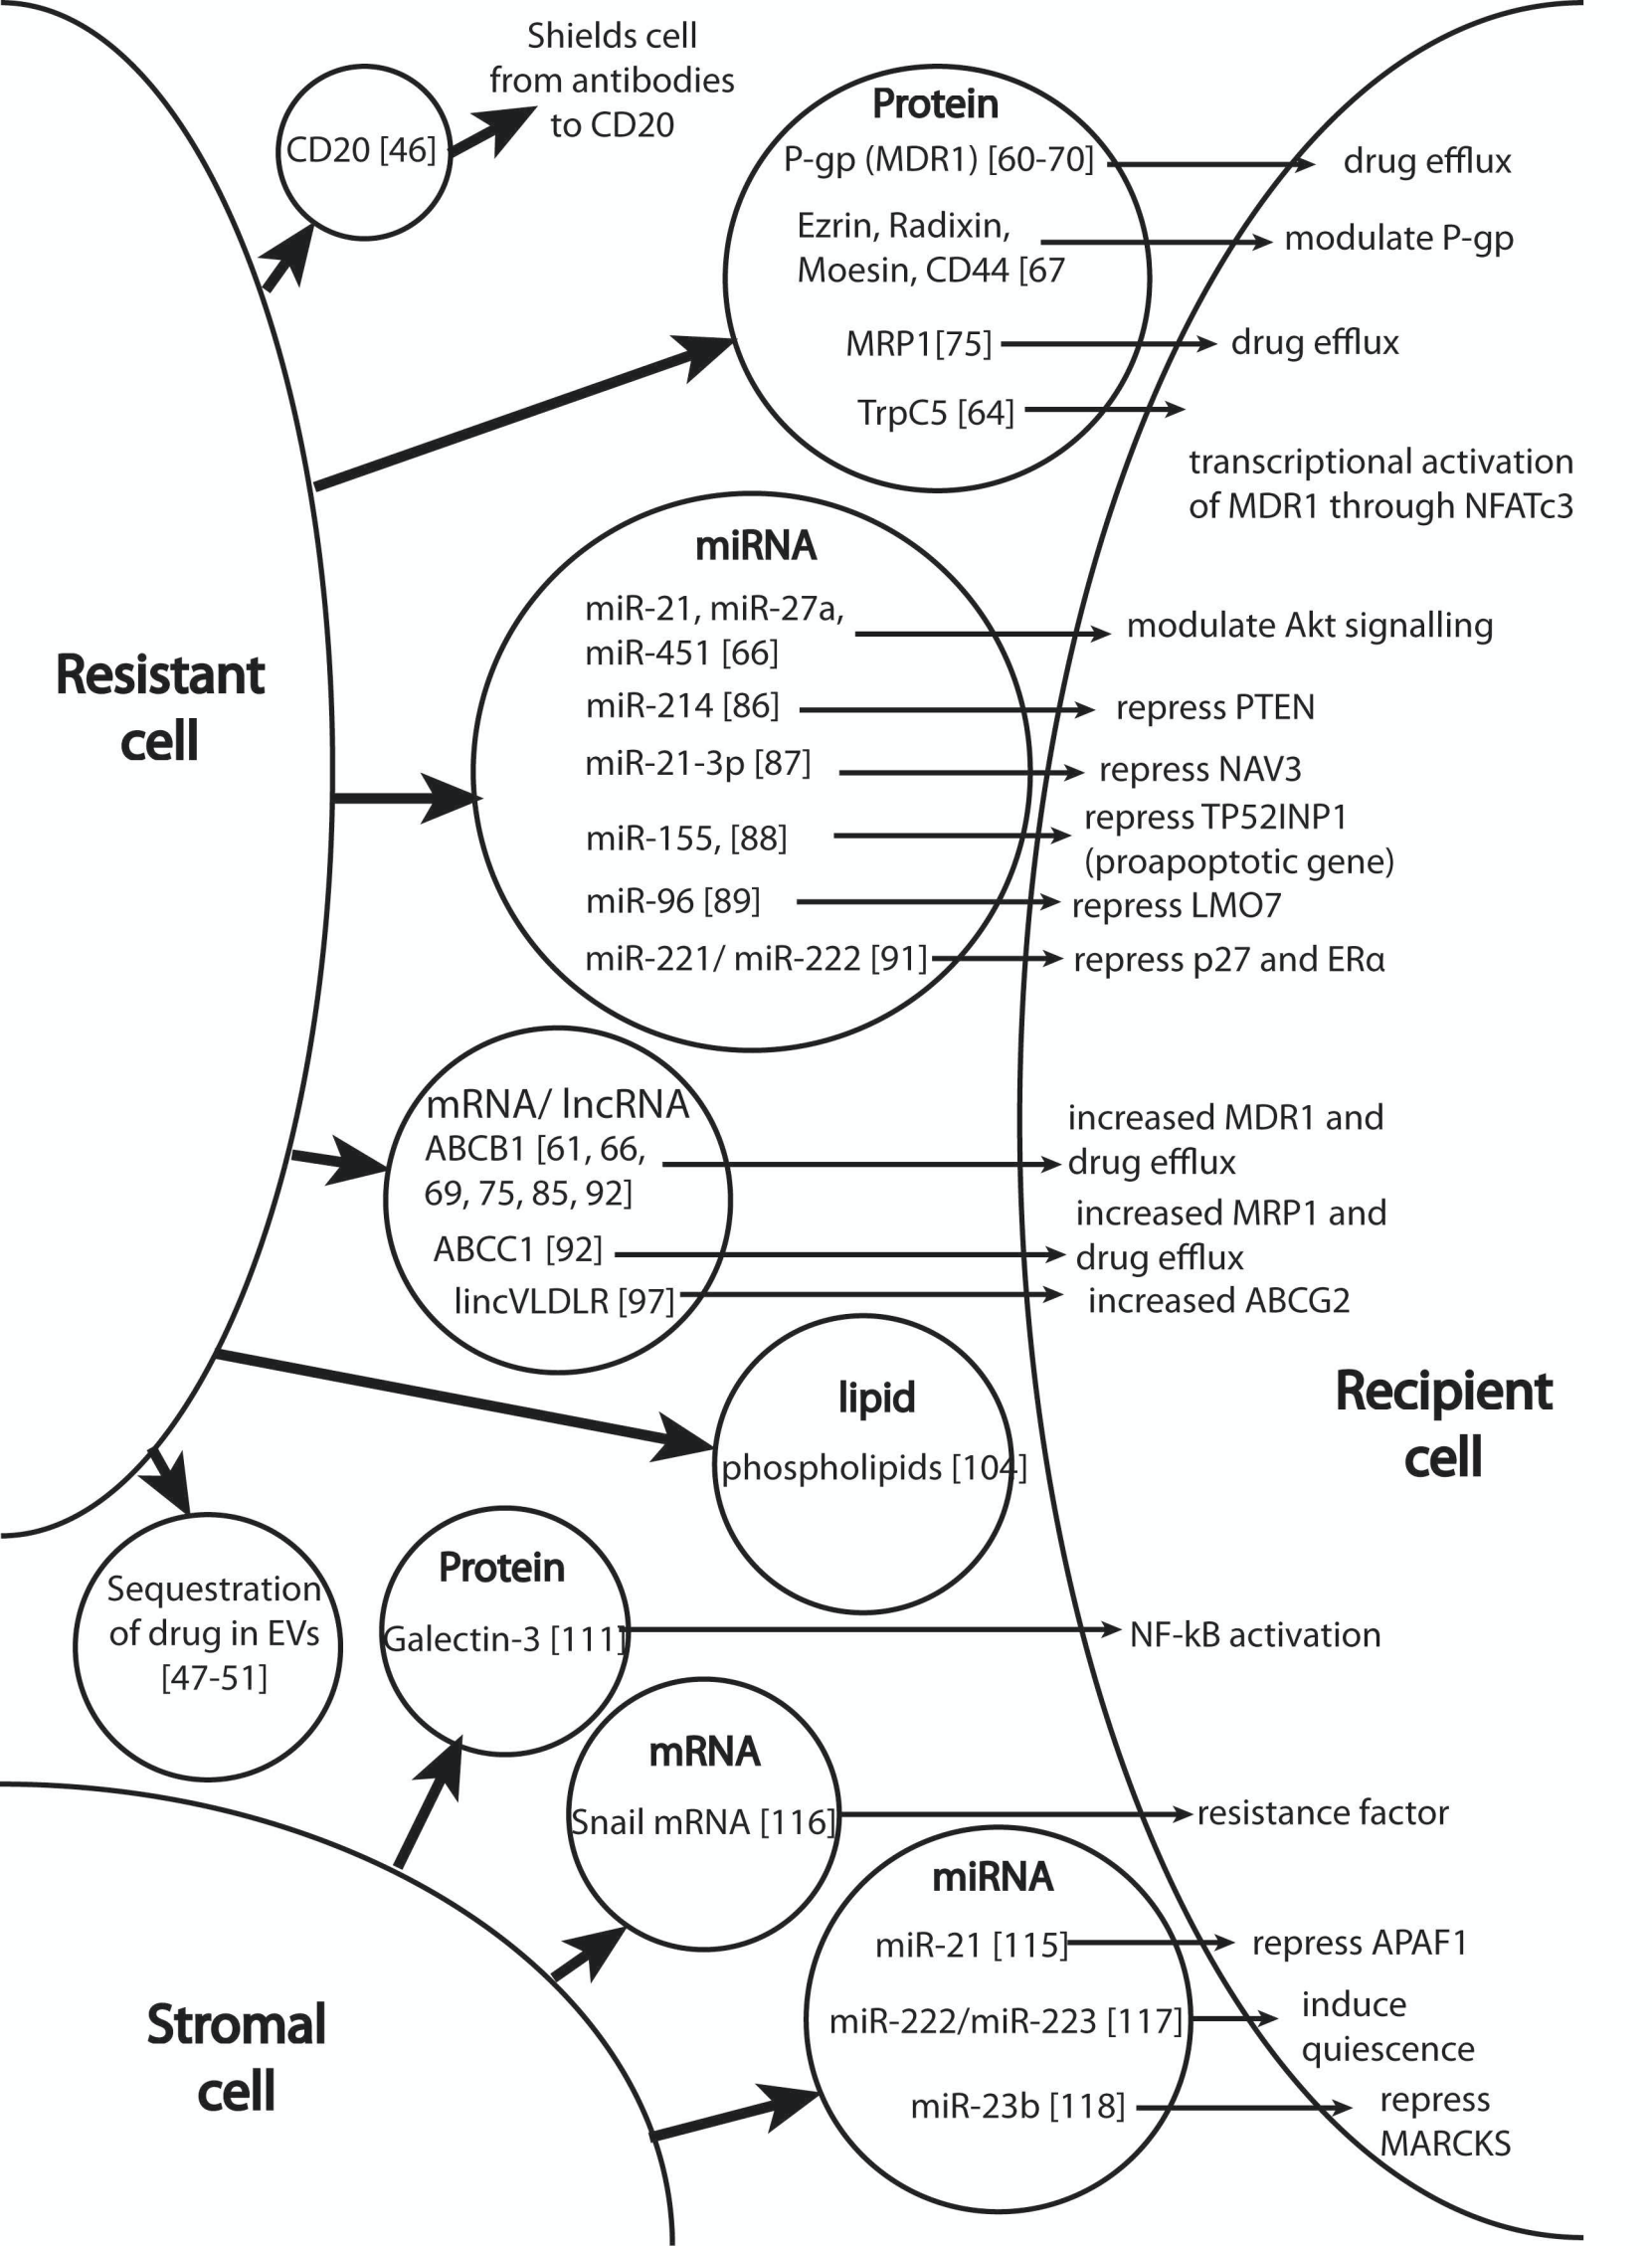 Shields cell
from antibodies
to CD20
CD20 [46]
Protein
P-gp (MDR1) [60-70]
drug efflux
Ezrin, Radixin,
Moesin, CD44 [67
modulate P-gp
MRP1[75]
drug efflux
TrpC5 [64]
transcriptional activation
of MDR1 through NFATc3
Resistant
cell
miRNA
miR-21, miR-27a,
miR-451 [66]
modulate Akt signalling
miR-214 [86]
repress PTEN
miR-21-3p [87]
repress NAV3
miR-155, [88]
repress TP52INP1
(proapoptotic gene)
miR-96 [89]
repress LMO7
miR-221/ miR-222 [91]
repress p27 and ERα
mRNA/ lncRNA
ABCB1 [61, 66,
69, 75, 85, 92]
increased MDR1 and
drug efflux
ABCC1 [92]
increased MRP1 and
drug efflux
lincVLDLR [97]
increased ABCG2
lipid
phospholipids [104]
Recipient
cell
Sequestration
of drug in EVs
[47-51]
Protein
Galectin-3 [111]
NF-kB activation
mRNA
Snail mRNA [116]
resistance factor
Stromal
cell
miRNA
miR-21 [115]
repress APAF1
miR-222/miR-223 [117]
induce
quiescence
miR-23b [118]
repress
MARCKS